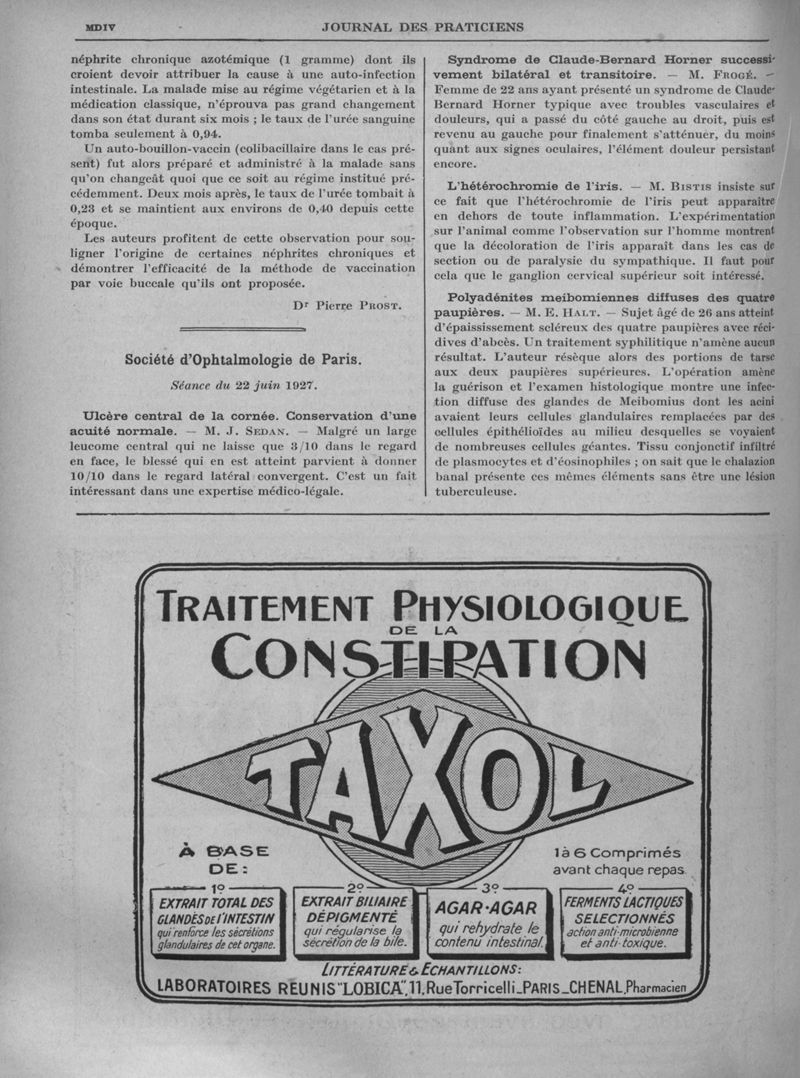 MDIV
JOURNAL DES PRATICIENS
néphrite chronique azotémique (1 gramme) dont ils
croient devoir attribuer la cause à une auto-infection
intestinale. La malade mise au régime végétarien et à la
médication classique, n'éprouva pas grand changement
dans son état durant six mois ; le taux de l'urée sanguine
tomba seulement à 0,94.
Un auto-bouillon-vaccin (colibacillaire dans le cas pré-
sent) fut alors préparé et administré à la malade sans
qu'on changeât quoi que ce soit au régime institué pré-
cédemment. Deux mois après, le taux de l'urée tombait à
0,23 et se maintient aux environs de 0,40 depuis cette
époque.
Les auteurs profitent de cette observation pour sou-
ligner l'origine de certaines néphrites chroniques et
démontrer l'efficacité de la méthode de vaccination
par voie buccale qu'ils ont proposée.
Dr Pierre PROST.
Société d'Ophtalmologie de Paris.
Séance du 22 juin 1927.
Ulcère central de la cornée. Conservation d'une
acuité normale. — M. J. SEDAN. — Malgré un large
leucome central qui ne laisse que 3/10 dans le regard
en face, le blessé qui en est atteint parvient à donner
10/10 dans le regard latéral convergent. C'est un fait
intéressant dans une expertise médico-légale.
Syndrome de Claude-Bernard Horner successi-
vement bilatéral et transitoire. — M. FROGÉ. —
Femme de 22 ans ayant présenté un syndrome de Claude-
Bernard Horner typique avec troubles vasculaires et
douleurs, qui a passé du côté gauche au droit, puis est
revenu au gauche pour finalement s'atténuer, du moins
quant aux signes oculaires, l'élément douleur persistant
encore.
L'hétérochromie de l'iris. — M. BISTIS insiste sur
ce fait que l'hétérochromie de l'iris peut apparaître
en dehors de toute inflammation. L'expérimentation
sur l'animal comme l'observation sur l'homme montrent
que la décoloration de l'iris apparaît dans les cas de
section ou de paralysie du sympathique. Il faut pour
cela que le ganglion cervical supérieur soit intéressé.
Polyadénites meibomiennes diffuses des quatre
paupières. — M. E. HALT. — Sujet âgé de 26 ans atteint
d'épaississement scléreux des quatre paupières avec réci-
dives d'abcès. Un traitement syphilitique n'amène aucun
résultat. L'auteur résèque alors des portions de tarse
aux deux paupières supérieures. L'opération amène
la guérison et l'examen histologique montre une infec-
tion diffuse des glandes de Meibomius dont les acini
avaient leurs cellules glandulaires remplacées par des
cellules épithélioïdes au milieu desquelles se voyaient
de nombreuses cellules géantes. Tissu conjonctif infiltré
de plasmocytes et d'éosinophiles ; on sait que le chalazion
banal présente ces mêmes éléments sans être une lésion
tuberculeuse.
TRAITEMENT PHYSIOLOGIQUE
DE LA
CONSTIPATION
TAXOL
À BASE
DE :
1 à 6 Comprimés
avant chaque repas.
1º
EXTRAIT TOTAL DES
GLANDES DE L'INTESTIN
qui renforce les sécrétions
glandulaires de cet organe.
2º
EXTRAIT BILIAIRE
DÉPIGMENTÉ
qui régularise la
sécrétion de la bile.
3º
AGAR-AGAR
qui rehydrate le
contenu intestinal.
4º
FERMENTS LACTIQUES
SELECTIONNÉS
action anti-microbienne
et anti-toxique.
LITTÉRATURE & ÉCHANTILLONS:
LABORATOIRES RÉUNIS "LOBICA", 11, Rue Torricelli_PARIS_CHENAL, Pharmacien